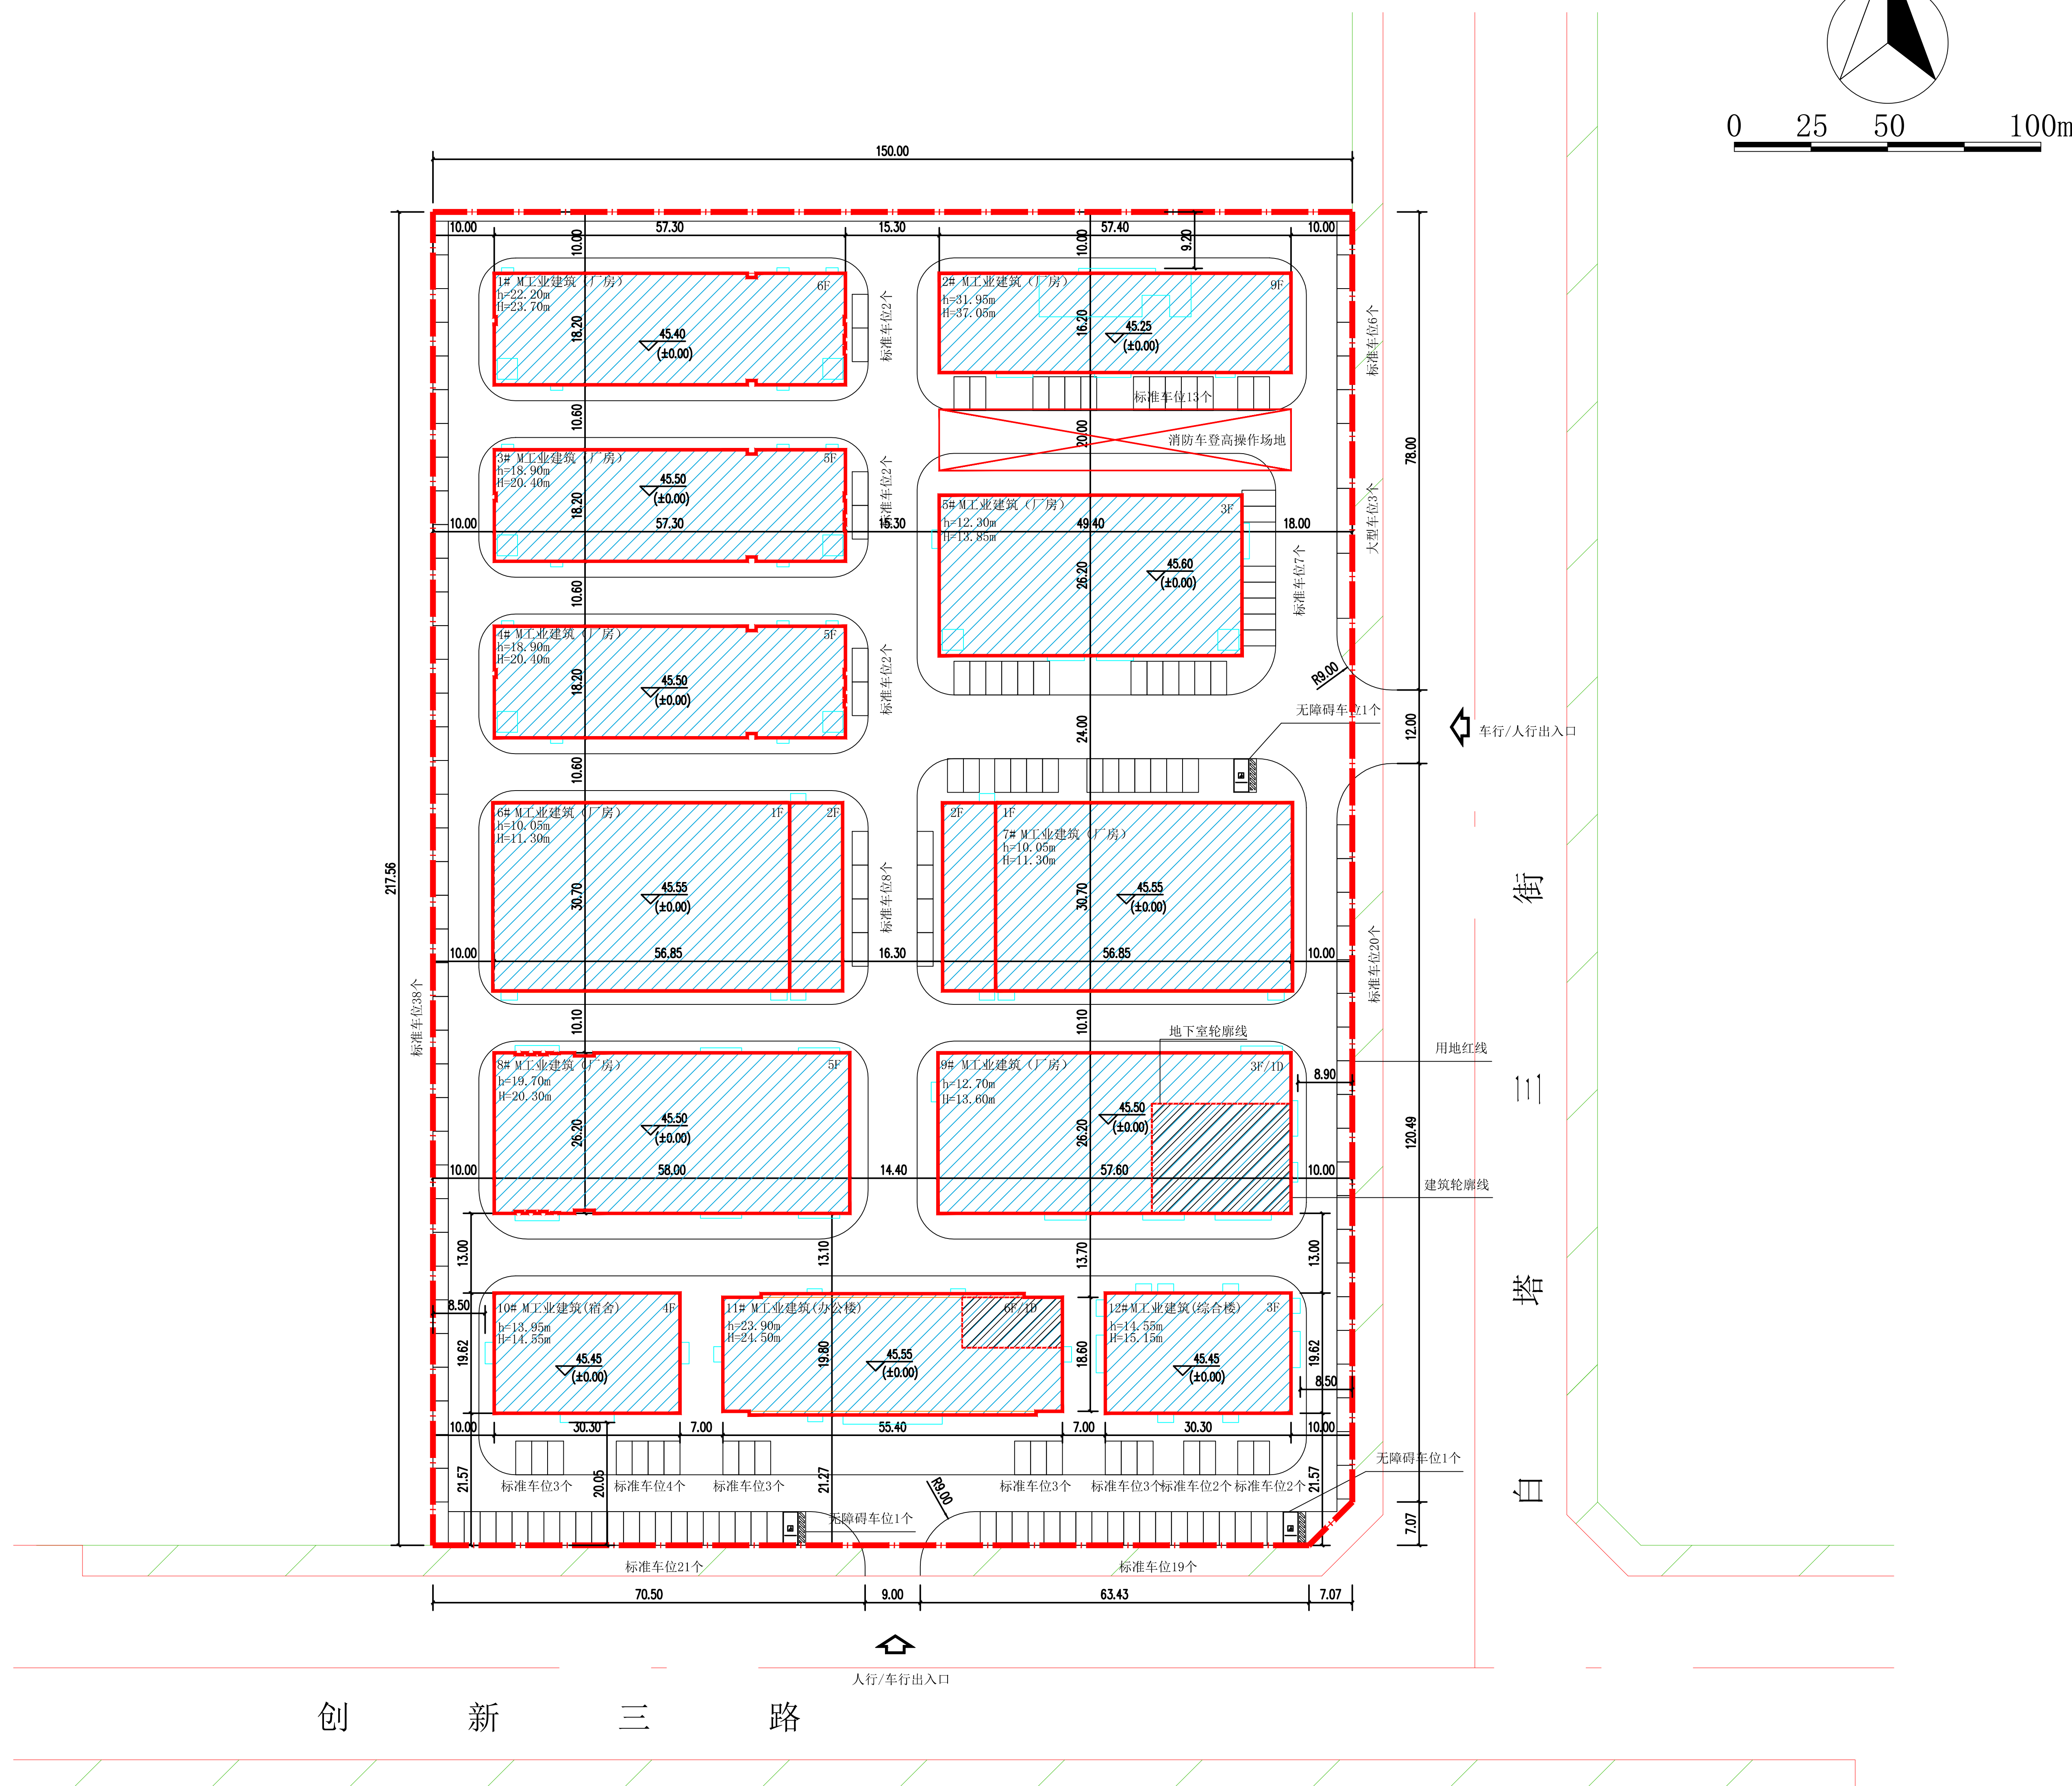 0 25 50 100m
150.00
10.00 57.30 15.30 57.40 10.00
10.00
10.00
9.20
1# M工业建筑（厂房） 6F
h=22.20m
H=23.70m
18.20
45.40
(±0.00)
标准车位2个
2# M工业建筑（厂房） 9F
h=31.95m
H=37.05m
16.20
45.25
(±0.00)
标准车位6个
标准车位13个
10.60
20.00
消防车登高操作场地
78.00
3# M工业建筑（厂房） 5F
h=18.90m
H=20.40m
45.50
(±0.00)
18.20
标准车位2个
10.00 57.30 15.30 49.40 18.00
5# M工业建筑（厂房） 3F
h=12.30m
H=13.85m
26.20
45.60
(±0.00)
大型车位3个
标准车位7个
10.60
4# M工业建筑（厂房） 5F
h=18.90m
H=20.40m
18.20
45.50
(±0.00)
标准车位2个
R9.00
无障碍车位1个
24.00
12.00
车行/人行出入口
10.60
217.56
6# M工业建筑（厂房） 1F 2F
h=10.05m
H=11.30m
30.70
45.55
(±0.00)
标准车位8个
2F 1F
7# M工业建筑（厂房）
h=10.05m
H=11.30m
30.70
45.55
(±0.00)
10.00 56.85 16.30 56.85 10.00
标准车位38个
标准车位20个
10.10
10.10
地下室轮廓线
用地红线
8# M工业建筑（厂房） 5F
h=19.70m
H=20.30m
26.20
45.50
(±0.00)
9# M工业建筑（厂房） 3F/1D
h=12.70m
H=13.60m
26.20
45.50
(±0.00)
8.90
120.49
10.00 58.00 14.40 57.60 10.00
建筑轮廓线
13.00
13.10
13.70
13.00
8.50
10# M工业建筑(宿舍) 4F
h=13.95m
H=14.55m
19.62
45.45
(±0.00)
11# M工业建筑(办公楼) 6F/1D
h=23.90m
H=24.50m
19.80
45.55
(±0.00)
18.60
12# M工业建筑(综合楼) 3F
h=14.55m
H=15.15m
45.45
(±0.00)
19.62
8.50
10.00 30.30 7.00 55.40 7.00 30.30 10.00
21.57
20.05
21.27
R9.00
21.57
标准车位3个 标准车位4个 标准车位3个 标准车位3个 标准车位3个 标准车位2个 标准车位2个
无障碍车位1个
无障碍车位1个
7.07
标准车位21个 标准车位19个
70.50 9.00 63.43 7.07
人行/车行出入口
创新三路
街三塔白